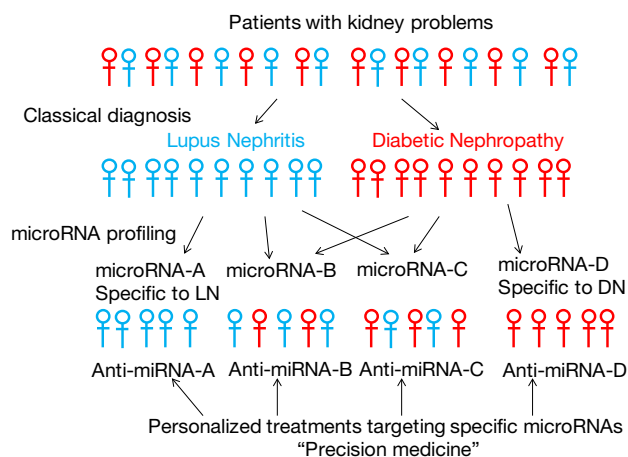 Patients with kidney problems
Classical diagnosis
Lupus Nephritis
Diabetic Nephropathy
microRNA profiling
microRNA-A
Specific to LN
microRNA-B
microRNA-C
microRNA-D
Specific to DN
Anti-miRNA-A
Anti-miRNA-B
Anti-miRNA-C
Anti-miRNA-D
Personalized treatments targeting specific microRNAs
“Precision medicine”